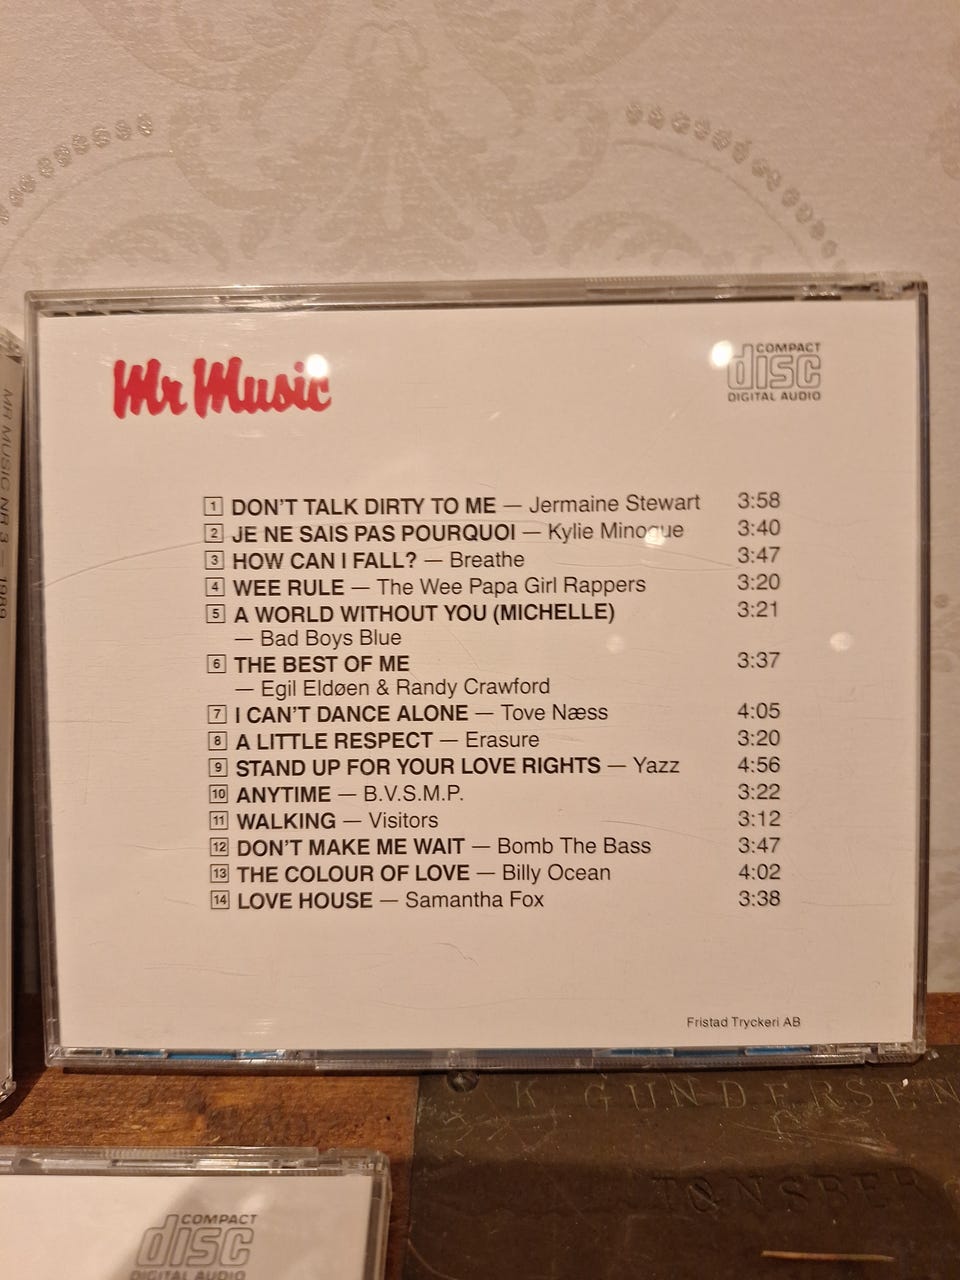 Mr Music
COMPACT
disc
DIGITAL AUDIO
1 DON'T TALK DIRTY TO ME — Jermaine Stewart 3:58
2 JE NE SAIS PAS POURQUOI — Kylie Minogue 3:40
3 HOW CAN I FALL? — Breathe 3:47
4 WEE RULE — The Wee Papa Girl Rappers 3:20
5 A WORLD WITHOUT YOU (MICHELLE) 3:21
— Bad Boys Blue
6 THE BEST OF ME 3:37
— Egil Eldøen & Randy Crawford
7 I CAN'T DANCE ALONE — Tove Næss 4:05
8 A LITTLE RESPECT — Erasure 3:20
9 STAND UP FOR YOUR LOVE RIGHTS — Yazz 4:56
10 ANYTIME — B.V.S.M.P. 3:22
11 WALKING — Visitors 3:12
12 DON'T MAKE ME WAIT — Bomb The Bass 3:47
13 THE COLOUR OF LOVE — Billy Ocean 4:02
14 LOVE HOUSE — Samantha Fox 3:38
Fristad Tryckeri AB
MR MUSIC NR 3 — 1989
K GUNDERSEN
TØNSBER
COMPACT
disc
DIGITAL AUDIO